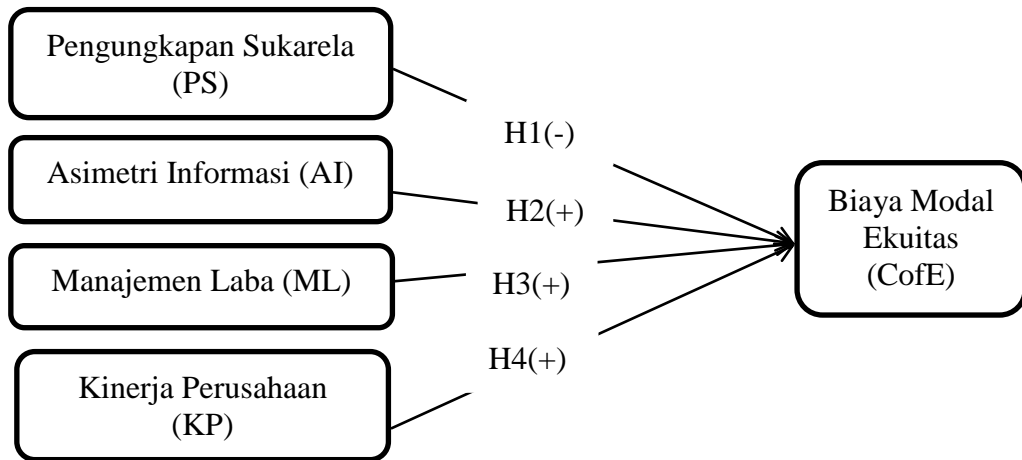 Pengungkapan Sukarela
(PS)
H1(-)
Asimetri Informasi (AI)
H2(+)
Manajemen Laba (ML)
H3(+)
Kinerja Perusahaan
(KP)
H4(+)
Biaya Modal
Ekuitas
(CofE)